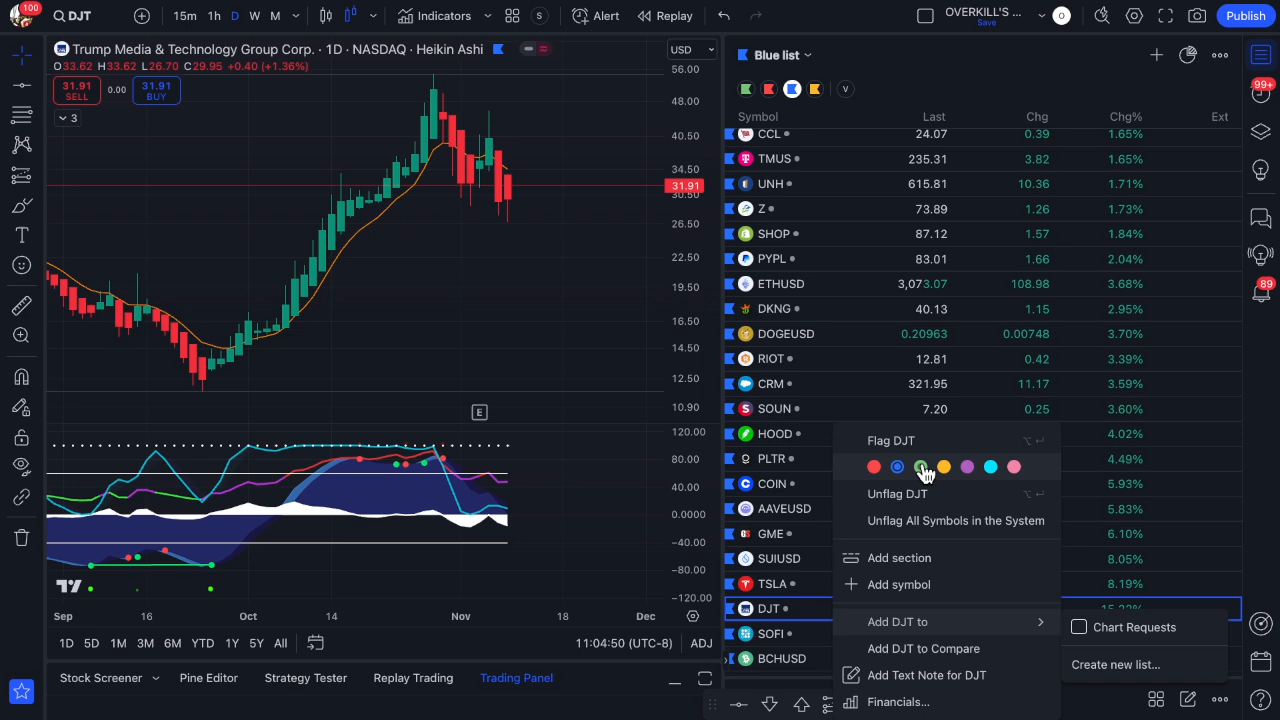 100
DJT
15m 1h D W M
Indicators
S
Alert
Replay
OVERKILL'S ...
Save
O
Publish
Trump Media & Technology Group Corp. · 1D · NASDAQ · Heikin Ashi
O33.62 H33.62 L26.70 C29.95 +0.40 (+1.36%)
31.91
SELL
0.00
31.91
BUY
3
USD
56.00
48.00
40.50
34.50
31.91
30.50
26.50
22.50
19.50
16.50
14.50
12.50
10.90
E
120.00
80.00
40.00
0.0000
−40.00
−80.00
−120.00
Sep 16 Oct 14 Nov 18 Dec
1D 5D 1M 3M 6M YTD 1Y 5Y All
11:04:50 (UTC-8) ADJ
Stock Screener Pine Editor Strategy Tester Replay Trading Trading Panel
Blue list
V
Symbol Last Chg Chg% Ext
CCL 24.07 0.39 1.65%
TMUS 235.31 3.82 1.65%
UNH 615.81 10.36 1.71%
Z 73.89 1.26 1.73%
SHOP 87.12 1.57 1.84%
PYPL 83.01 1.66 2.04%
ETHUSD 3,073.07 108.98 3.68%
DKNG 40.13 1.15 2.95%
DOGEUSD 0.20963 0.00748 3.70%
RIOT 12.81 0.42 3.39%
CRM 321.95 11.17 3.59%
SOUN 7.20 0.25 3.60%
HOOD 4.02%
PLTR 4.49%
COIN 5.93%
AAVEUSD 5.83%
GME 6.10%
SUIUSD 8.05%
TSLA 8.19%
DJT 15.22%
SOFI
BCHUSD
Flag DJT ⌥ ↩
Unflag DJT ⌥ ↩
Unflag All Symbols in the System
Add section
Add symbol
Add DJT to
Add DJT to Compare
Add Text Note for DJT
Financials...
Chart Requests
Create new list...
99+
89